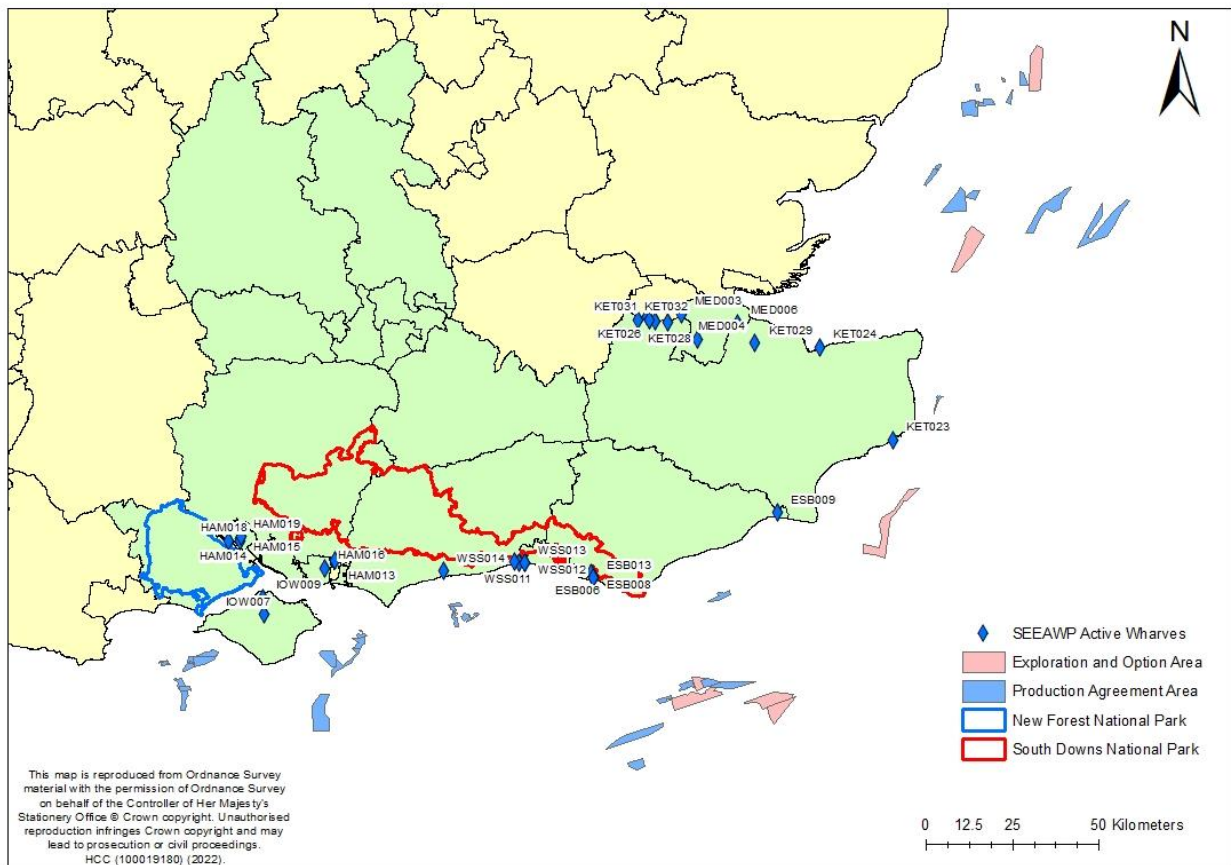 N
KET031
KET032
MED003
MED006
KET026
KET028
MED004
KET029
KET024
KET023
ESB009
HAM018
HAM019
HAM014
HAM015
HAM016
IOW009
HAM013
WSS014
WSS013
WSS011
WSS012
ESB013
ESB006
ESB008
IOW007
SEEAWP Active Wharves
Exploration and Option Area
Production Agreement Area
New Forest National Park
South Downs National Park
This map is reproduced from Ordnance Survey
material with the permission of Ordnance Survey
on behalf of the Controller of Her Majesty's
Stationery Office © Crown copyright. Unauthorised
reproduction infringes Crown copyright and may
lead to prosecution or civil proceedings.
HCC (100019180) (2022).
0 12.5 25 50 Kilometers